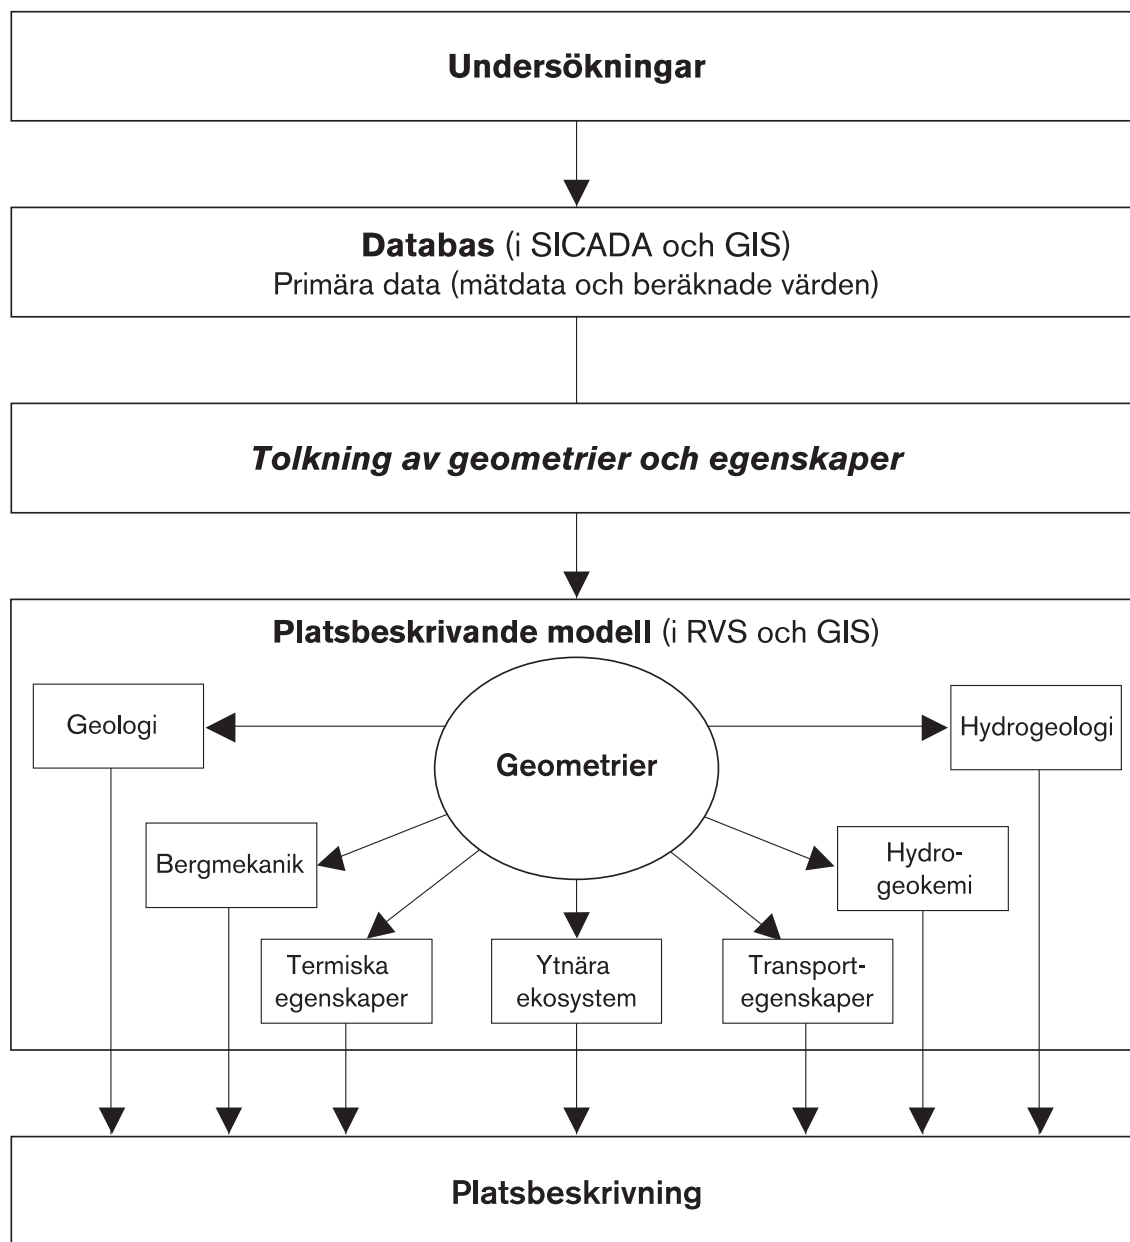 Undersökningar
Databas (i SICADA och GIS)
Primära data (mätdata och beräknade värden)
Tolkning av geometrier och egenskaper
Platsbeskrivande modell (i RVS och GIS)
Geologi
Geometrier
Hydrogeologi
Bergmekanik
Hydro-
geokemi
Termiska
egenskaper
Ytnära
ekosystem
Transport-
egenskaper
Platsbeskrivning